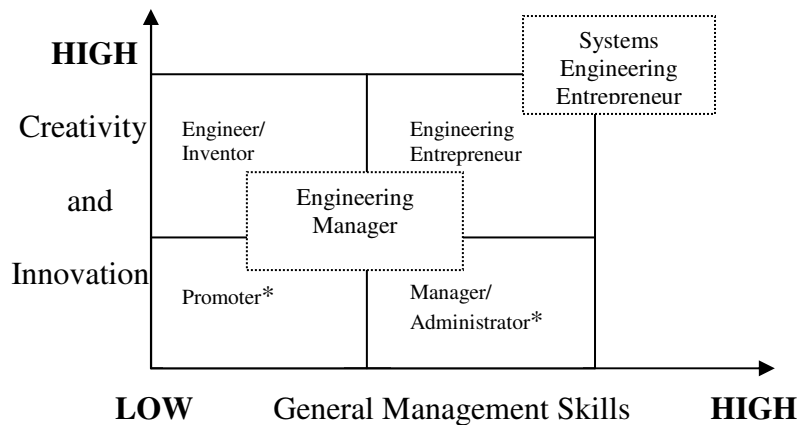 Systems
Engineering
Entrepreneur
HIGH
Creativity
and
Innovation
Engineer/
Inventor
Engineering
Entrepreneur
Engineering
Manager
Promoter*
Manager/
Administrator*
LOW
General Management Skills
HIGH